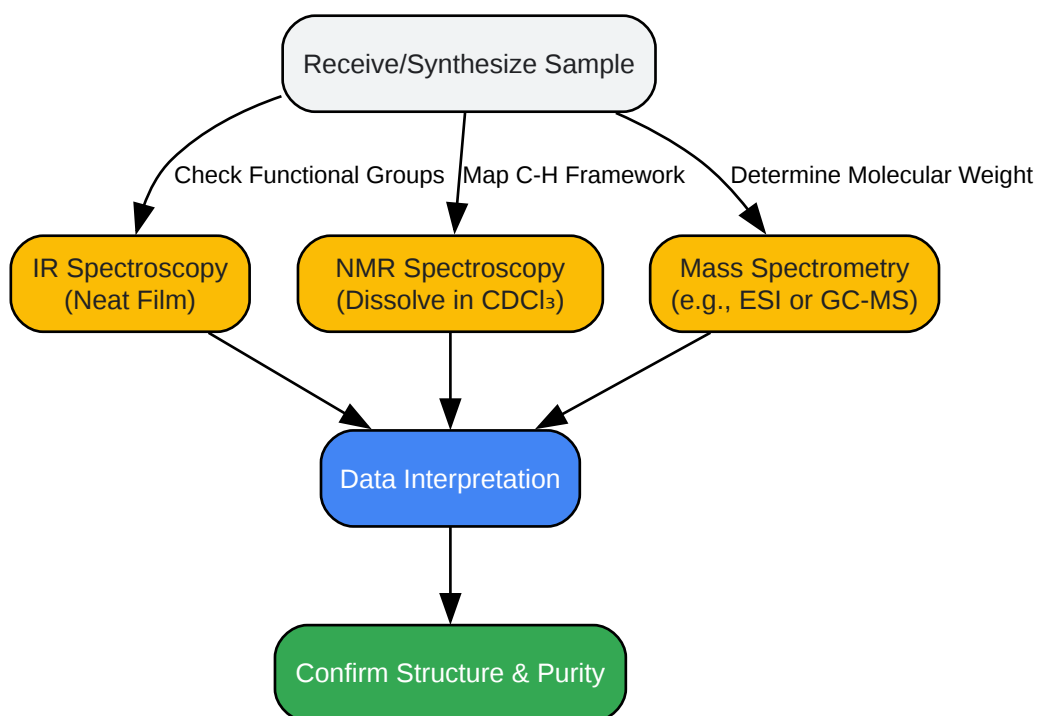 Receive/Synthesize Sample
Check Functional Groups
Map C-H Framework
Determine Molecular Weight
IR Spectroscopy
(Neat Film)
NMR Spectroscopy
(Dissolve in CDCl₃)
Mass Spectrometry
(e.g., ESI or GC-MS)
Data Interpretation
Confirm Structure & Purity